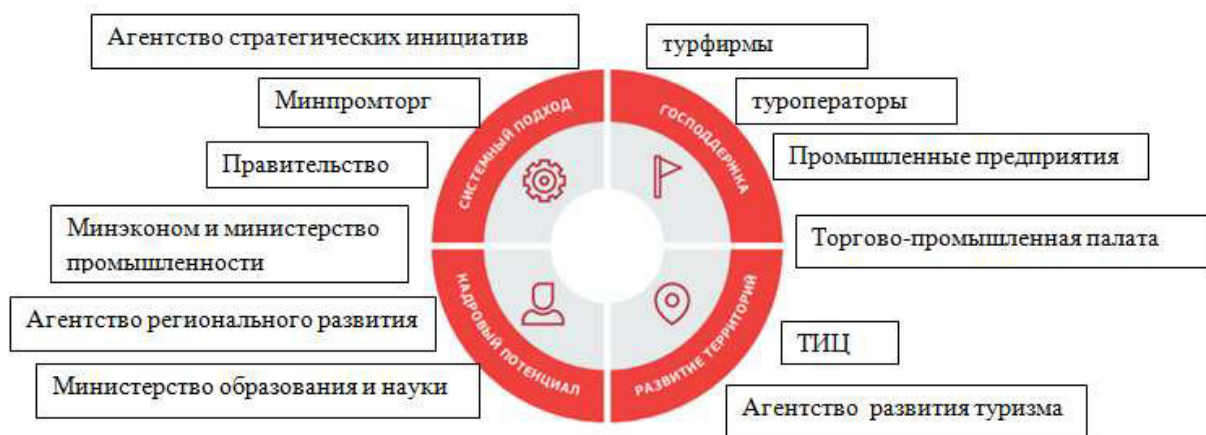 Агентство стратегических инициатив
турфирмы
Минпромторг
туроператоры
Правительство
Промышленные предприятия
Минэконом и министерство
промышленности
Торгово-промышленная палата
Агентство регионального развития
ТИЦ
Министерство образования и науки
Агентство развития туризма
СИСТЕМНЫЙ ПОДХОД
ГОСПОДДЕРЖКА
КАДРОВЫЙ ПОТЕНЦИАЛ
РАЗВИТИЕ ТЕРРИТОРИЙ